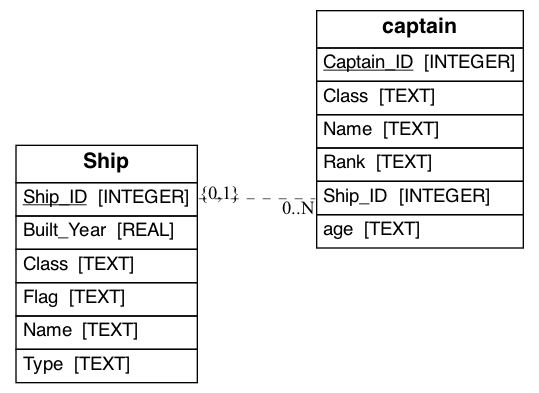 captain
Captain_ID [INTEGER]
Class [TEXT]
Name [TEXT]
Rank [TEXT]
Ship_ID [INTEGER]
age [TEXT]
Ship
Ship_ID [INTEGER]
Built_Year [REAL]
Class [TEXT]
Flag [TEXT]
Name [TEXT]
Type [TEXT]
{0,1}
0..N